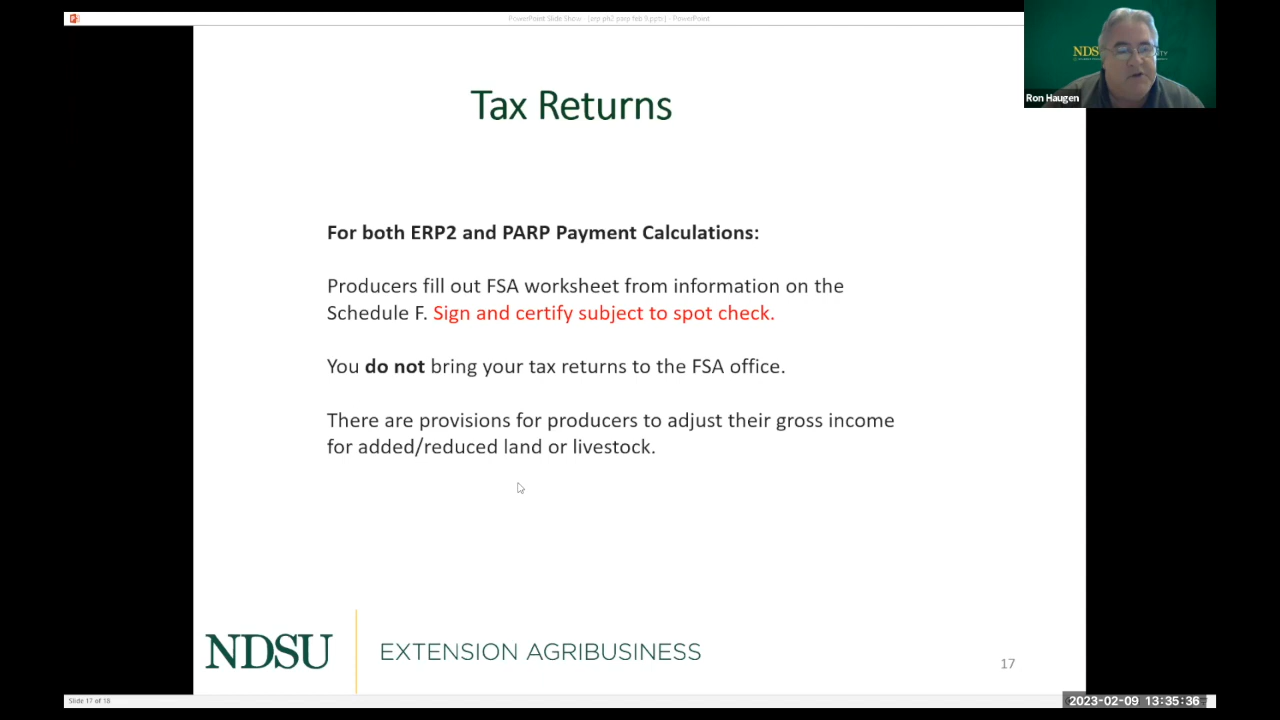 PowerPoint Slide Show - [erp ph2 parp feb 9.pptx] - PowerPoint
Ron Haugen
Tax Returns
For both ERP2 and PARP Payment Calculations:
Producers fill out FSA worksheet from information on the
Schedule F. Sign and certify subject to spot check.
You do not bring your tax returns to the FSA office.
There are provisions for producers to adjust their gross income
for added/reduced land or livestock.
NDSU
EXTENSION AGRIBUSINESS
17
Slide 17 of 18
2023-02-09 13:35:36